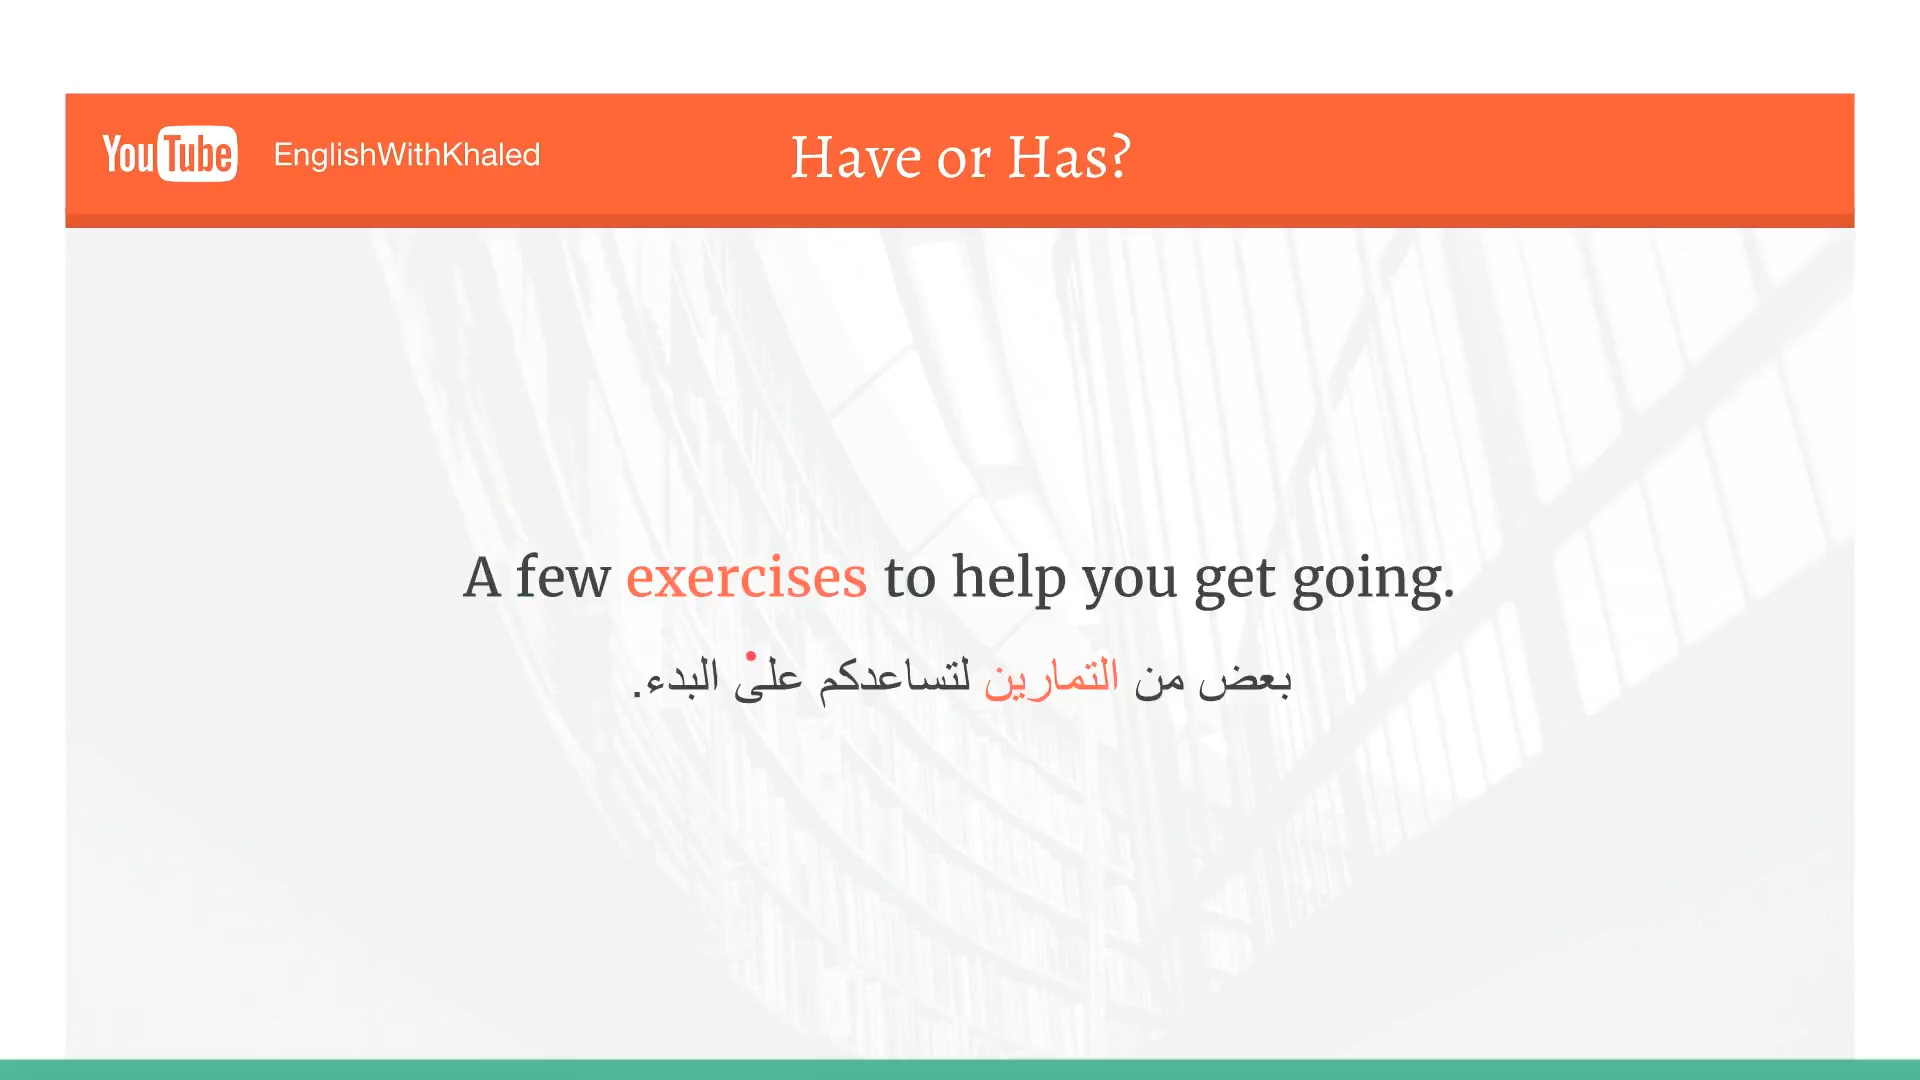 YouTube EnglishWithKhaled
Have or Has?
A few exercises to help you get going.
بعض من التمارين لتساعدكم على البدء.